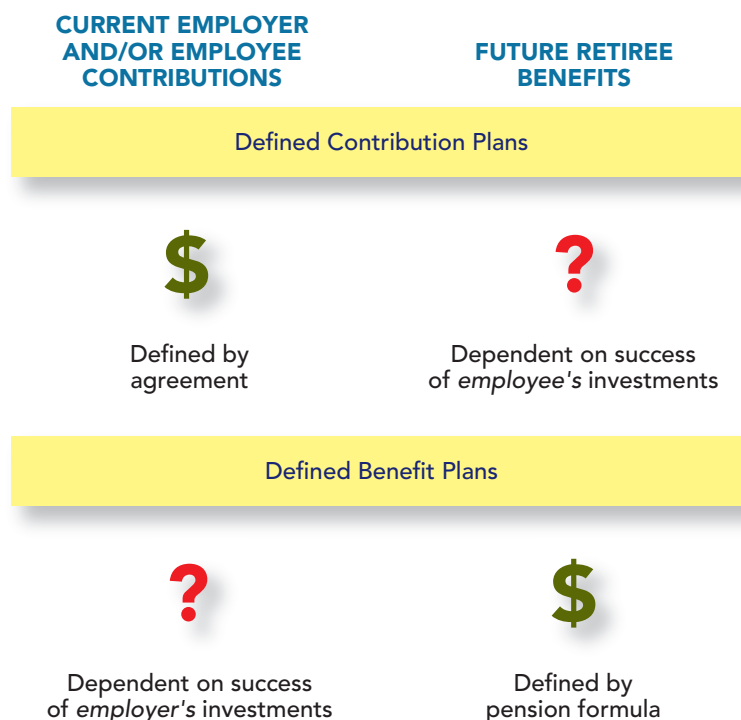 CURRENT EMPLOYER
AND/OR EMPLOYEE
CONTRIBUTIONS
FUTURE RETIREE
BENEFITS
Defined Contribution Plans
$
?
Defined by
agreement
Dependent on success
of employee's investments
Defined Benefit Plans
?
$
Dependent on success
of employer's investments
Defined by
pension formula